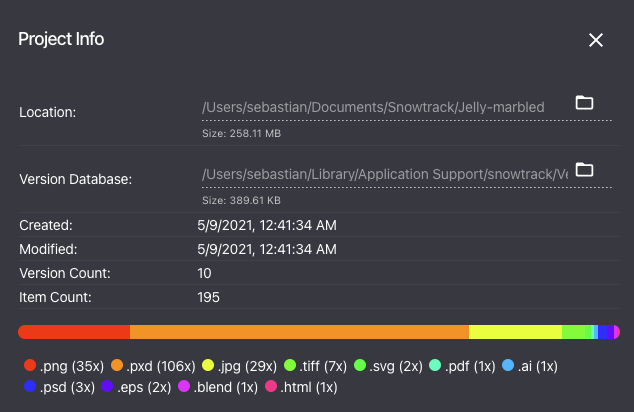 Project Info
Location: /Users/sebastian/Documents/Snowtrack/Jelly-marbled
Size: 258.11 MB
Version Database: /Users/sebastian/Library/Application Support/snowtrack/Ve
Size: 389.61 KB
Created: 5/9/2021, 12:41:34 AM
Modified: 5/9/2021, 12:41:34 AM
Version Count: 10
Item Count: 195
.png (35x) .pxd (106x) .jpg (29x) .tiff (7x) .svg (2x) .pdf (1x) .ai (1x)
.psd (3x) .eps (2x) .blend (1x) .html (1x)